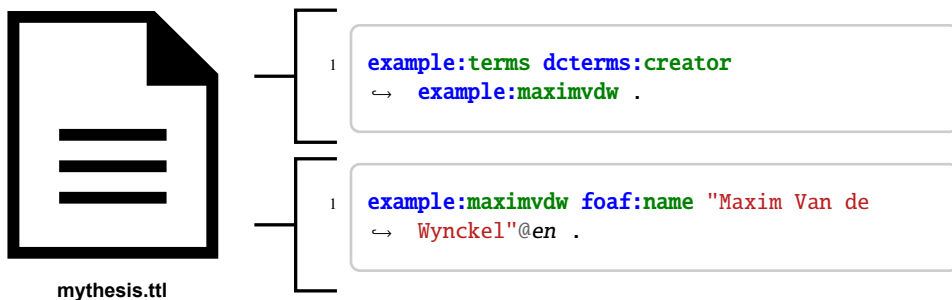 1 example:terms dcterms:creator
↪ example:maximvdw .
1 example:maximvdw foaf:name "Maxim Van de
↪ Wynckel"@en .
mythesis.ttl